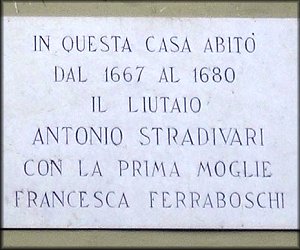 IN QUESTA CASA ABITÒ
DAL 1667 AL 1680
IL LIUTAIO
ANTONIO STRADIVARI
CON LA PRIMA MOGLIE
FRANCESCA FERRABOSCHI